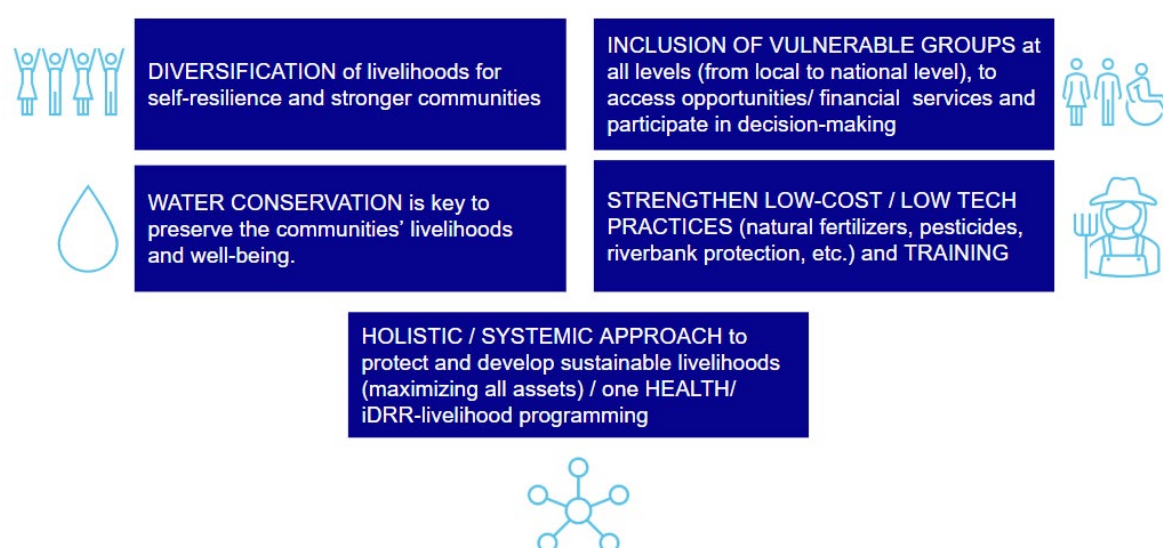 DIVERSIFICATION of livelihoods for
self-resilience and stronger communities
INCLUSION OF VULNERABLE GROUPS at
all levels (from local to national level), to
access opportunities/ financial services and
participate in decision-making
WATER CONSERVATION is key to
preserve the communities’ livelihoods
and well-being.
STRENGTHEN LOW-COST / LOW TECH
PRACTICES (natural fertilizers, pesticides,
riverbank protection, etc.) and TRAINING
HOLISTIC / SYSTEMIC APPROACH to
protect and develop sustainable livelihoods
(maximizing all assets) / one HEALTH/
iDRR-livelihood programming